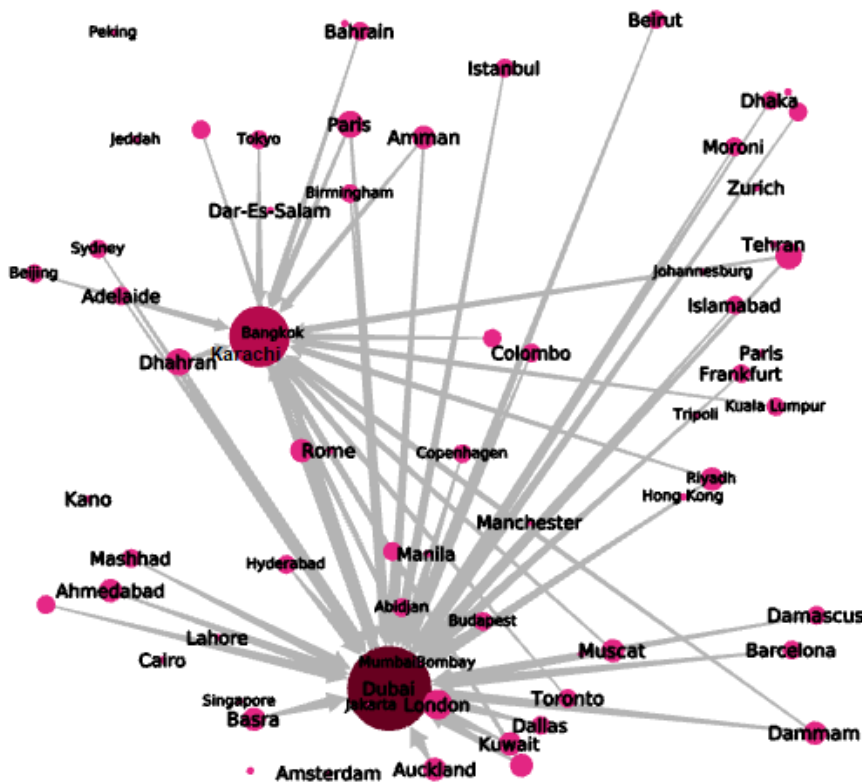 Beirut
Bahrain
Peking
Istanbul
Dhaka
Paris
Amman
Jeddah
Tokyo
Moroni
Birmingham
Zurich
Dar-Es-Salam
Sydney
Tehran
Beijing
Johannesburg
Adelaide
Islamabad
Bangkok
Karachi
Colombo
Paris
Dhahran
Frankfurt
Kuala Lumpur
Tripoli
Rome
Copenhagen
Riyadh
Hong Kong
Kano
Manchester
Mashhad
Hyderabad
Manila
Ahmedabad
Abidjan
Budapest
Damascus
Lahore
Muscat
Barcelona
Cairo
MumbaiBombay
Dubai
Singapore
Jakarta
London
Toronto
Basra
Dallas
Dammam
Kuwait
Amsterdam
Auckland